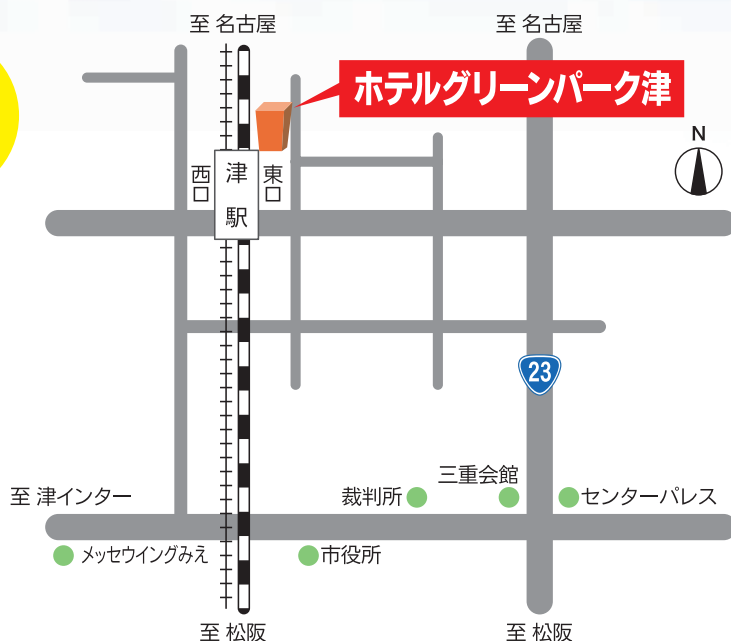 至 名古屋
至 名古屋
ホテルグリーンパーク津
N
西口
津駅
東口
23
三重会館
至 津インター
裁判所
センターパレス
メッセウイングみえ
市役所
至 松阪
至 松阪